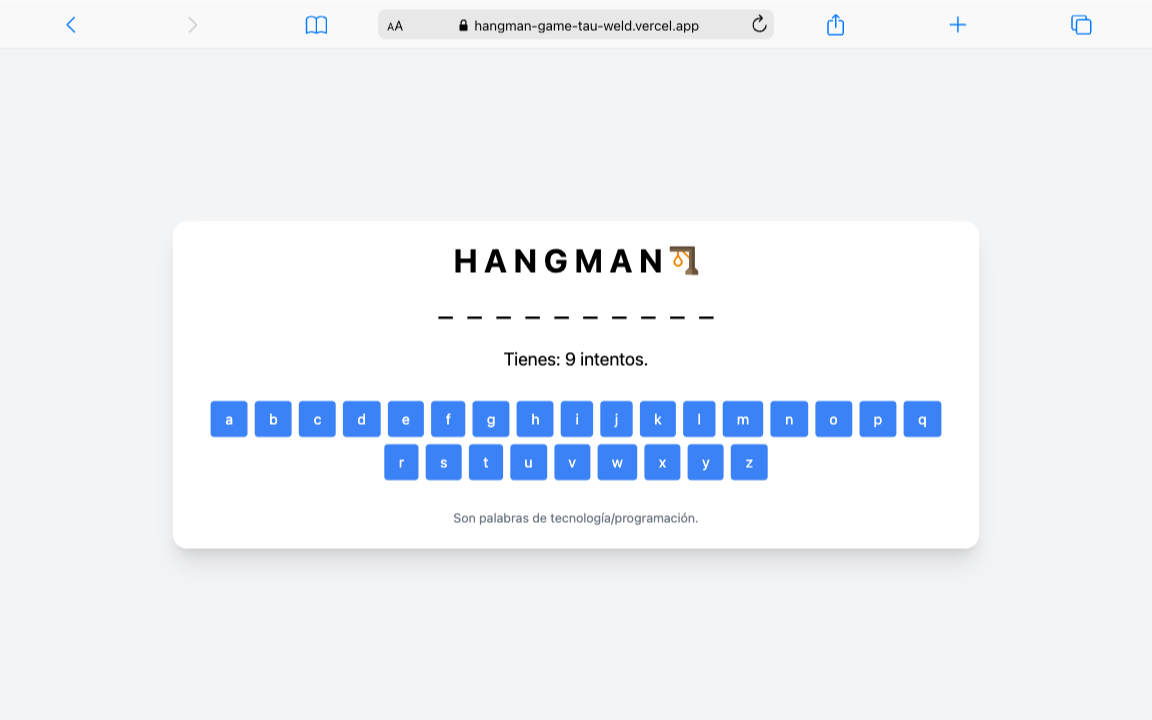 AA hangman-game-tau-weld.vercel.app
HANGMAN
_ _ _ _ _ _ _ _ _ _
Tienes: 9 intentos.
a b c d e f g h i j k l m n o p q
r s t u v w x y z
Son palabras de tecnología/programación.